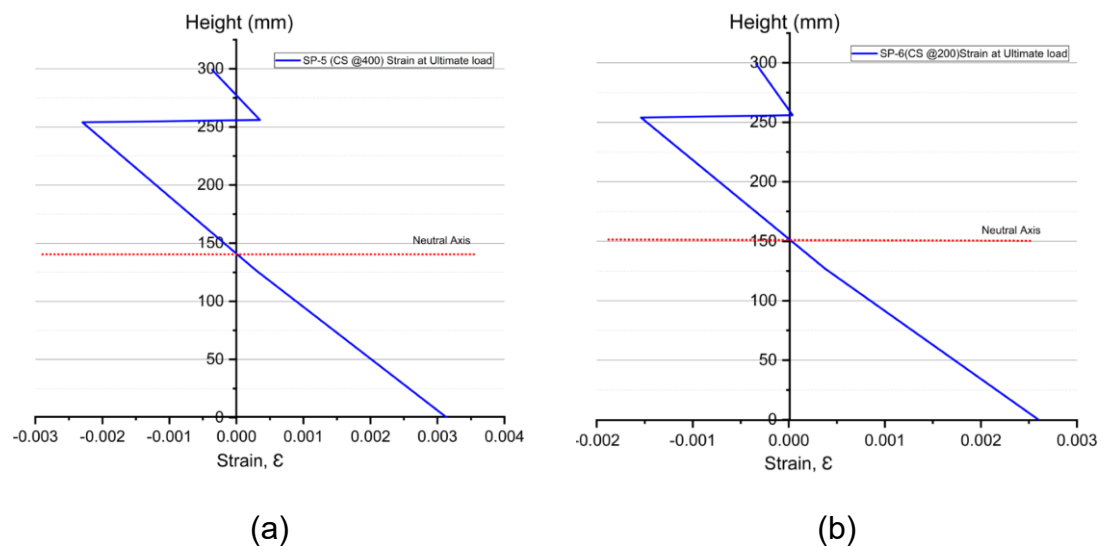 Height (mm)
SP-5 (CS @400) Strain at Ultimate load
300
250
200
150
Neutral Axis
100
50
0
-0.003 -0.002 -0.001 0.000 0.001 0.002 0.003 0.004
Strain, ε
(a)
Height (mm)
SP-6(CS @200)Strain at Ultimate load
300
250
200
150
Neutral Axis
100
50
0
-0.002 -0.001 0.000 0.001 0.002 0.003
Strain, ε
(b)